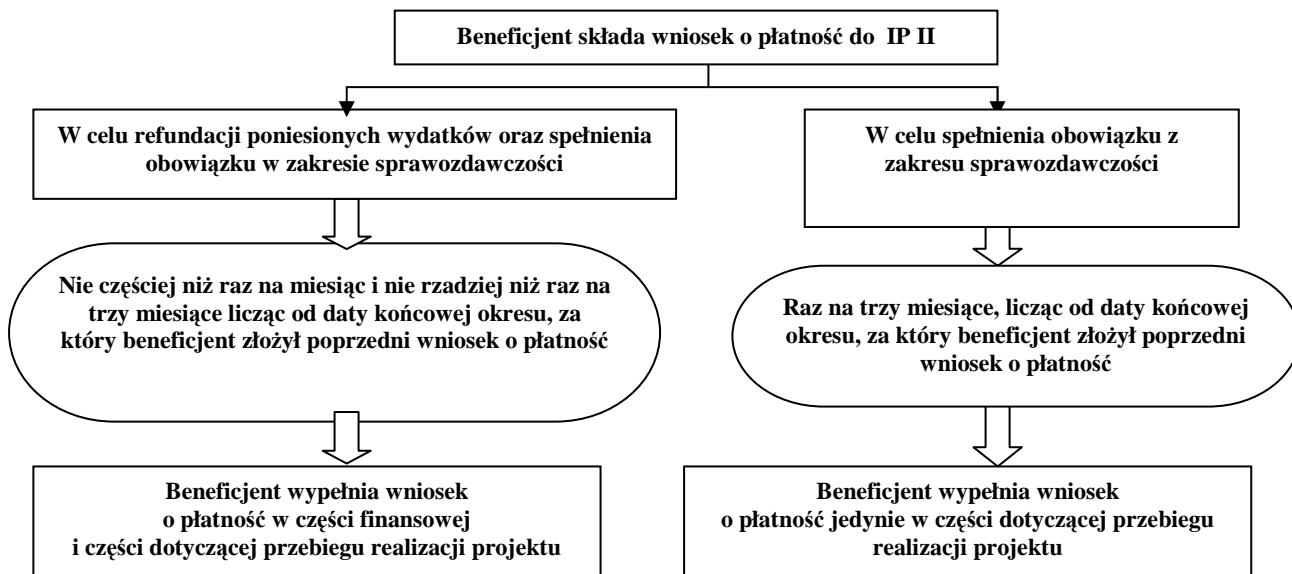 Beneficjent składa wniosek o płatność do IP II
W celu refundacji poniesionych wydatków oraz spełnienia
obowiązku w zakresie sprawozdawczości
W celu spełnienia obowiązku z
zakresu sprawozdawczości
Nie częściej niż raz na miesiąc i nie rzadziej niż raz na
trzy miesiące licząc od daty końcowej okresu, za
który beneficjent złożył poprzedni wniosek o płatność
Raz na trzy miesiące, licząc od daty końcowej
okresu, za który beneficjent złożył poprzedni
wniosek o płatność
Beneficjent wypełnia wniosek
o płatność w części finansowej
i części dotyczącej przebiegu realizacji projektu
Beneficjent wypełnia wniosek
o płatność jedynie w części dotyczącej przebiegu
realizacji projektu